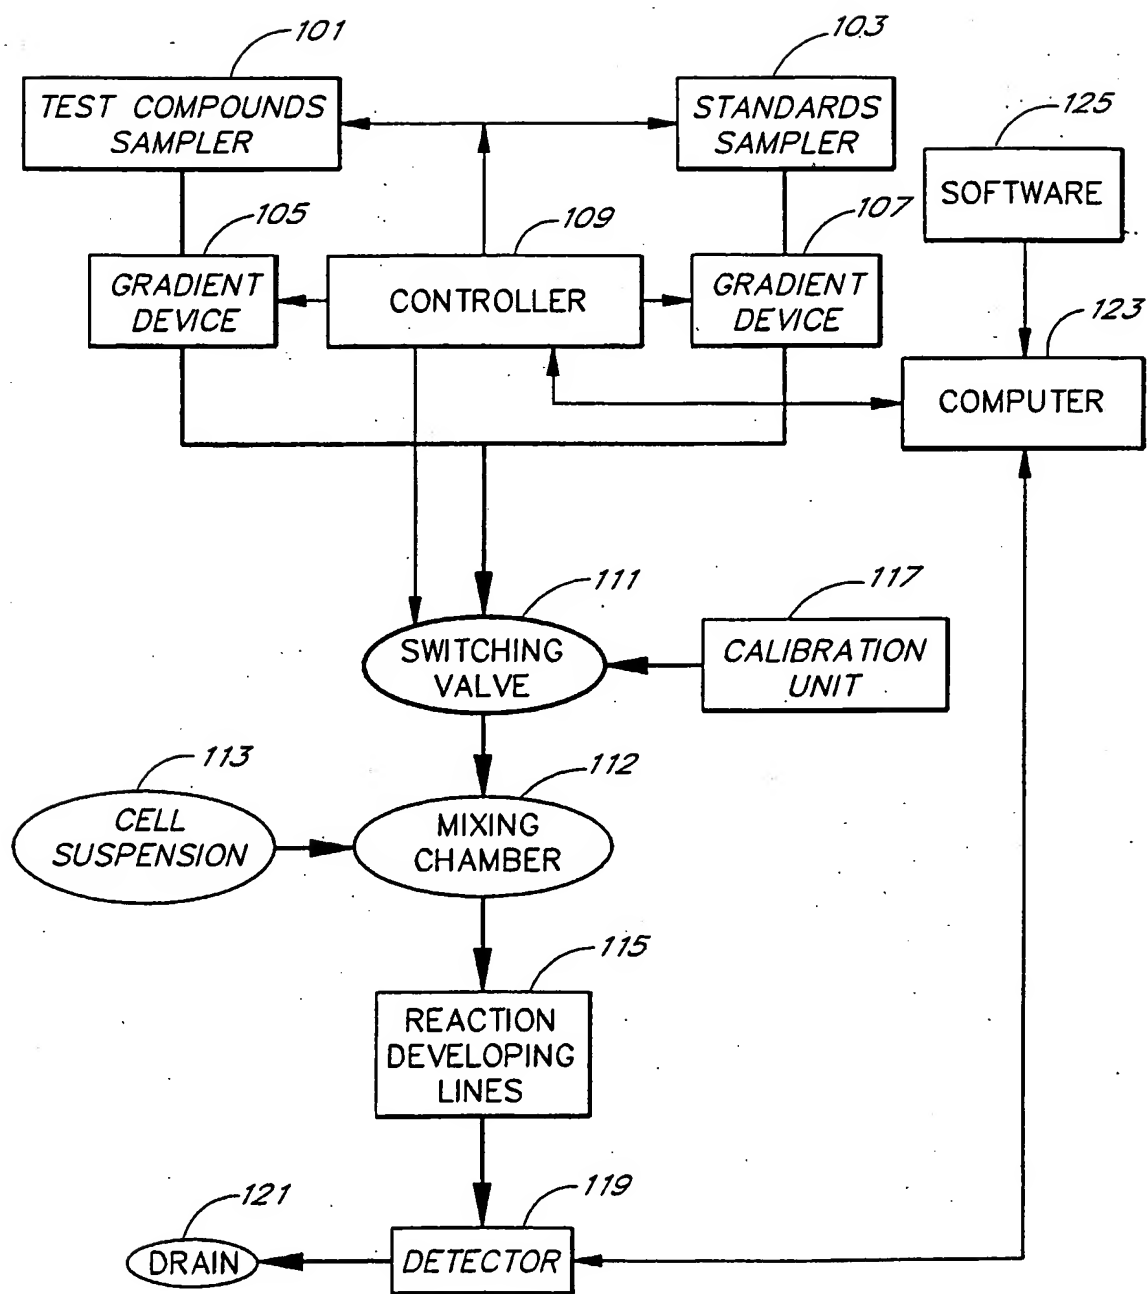 101
103
TEST COMPOUNDS
SAMPLER
STANDARDS
SAMPLER
125
SOFTWARE
105
109
107
GRADIENT
DEVICE
CONTROLLER
GRADIENT
DEVICE
123
COMPUTER
111
117
SWITCHING
VALVE
CALIBRATION
UNIT
113
112
CELL
SUSPENSION
MIXING
CHAMBER
115
REACTION
DEVELOPING
LINES
121
119
DRAIN
DETECTOR